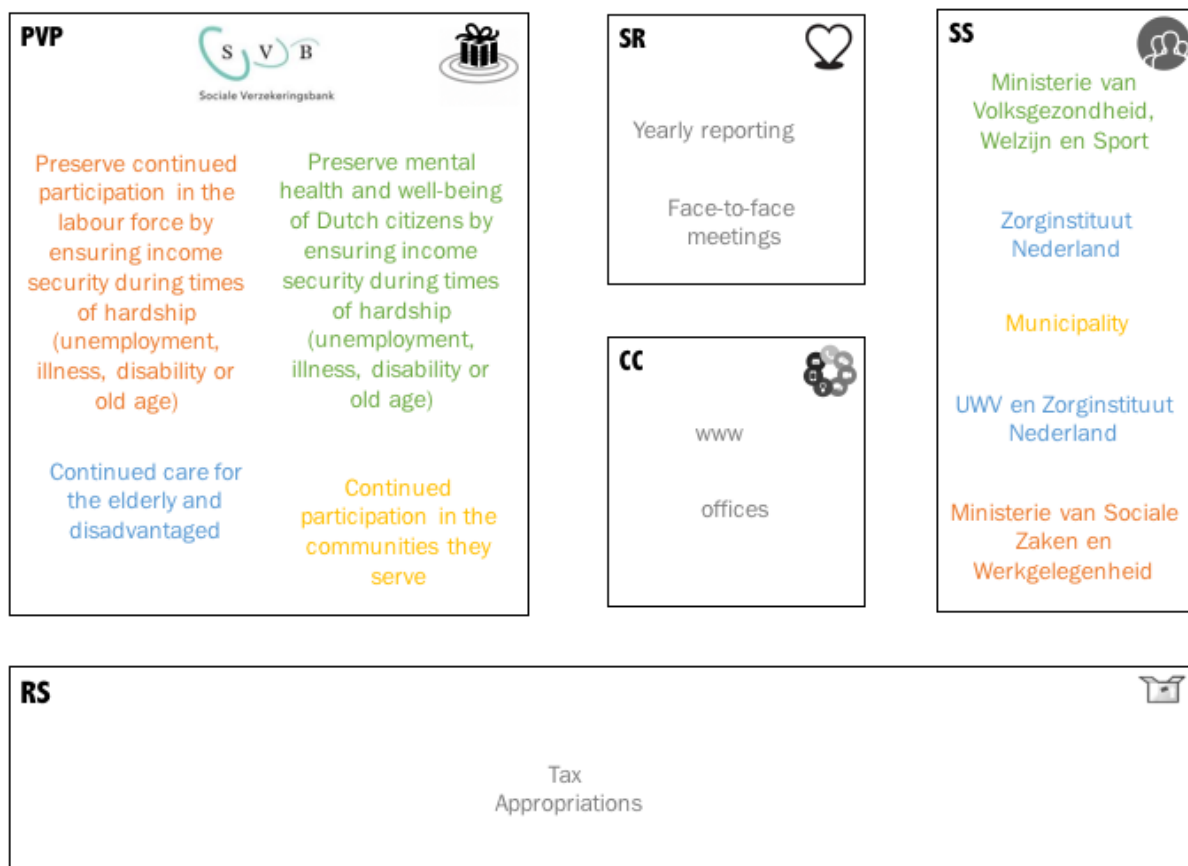 PVP
S V B
Sociale Verzekeringsbank
Preserve continued
participation in the
labour force by
ensuring income
security during times
of hardship
(unemployment,
illness, disability or
old age)
Preserve mental
health and well-being
of Dutch citizens by
ensuring income
security during times
of hardship
(unemployment,
illness, disability or
old age)
Continued care for
the elderly and
disadvantaged
Continued
participation in the
communities they
serve
SR
Yearly reporting
Face-to-face
meetings
CC
www
offices
SS
Ministerie van
Volksgezondheid,
Welzijn en Sport
Zorginstituut
Nederland
Municipality
UWV en Zorginstituut
Nederland
Ministerie van Sociale
Zaken en
Werkgelegenheid
RS
Tax
Appropriations